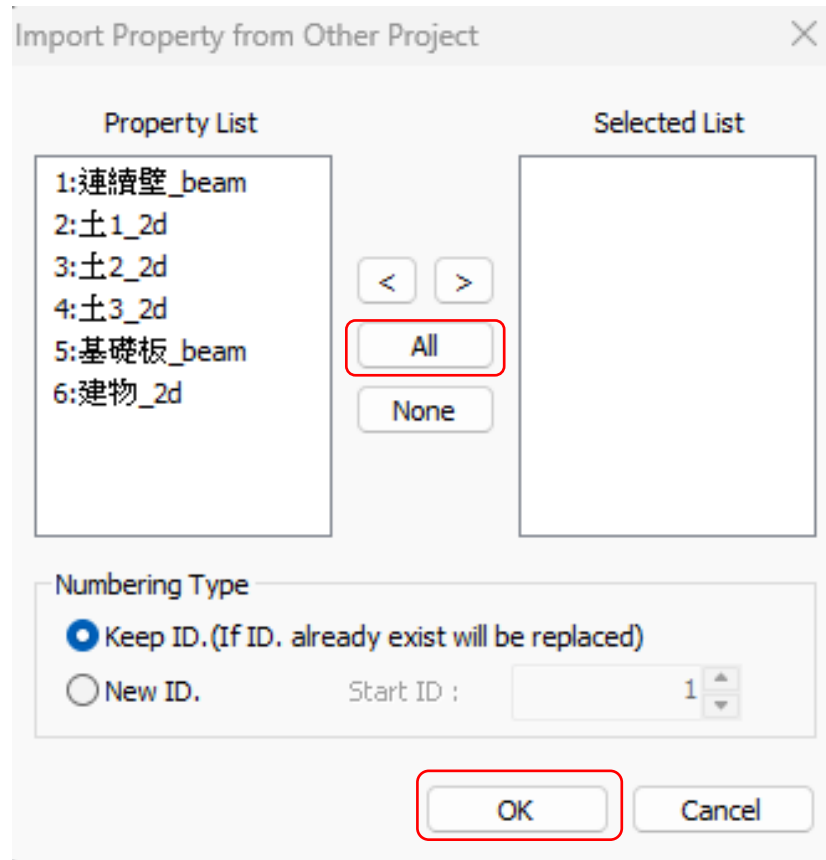 Import Property from Other Project
Property List
Selected List
1:連續壁_beam
2:土1_2d
3:土2_2d
4:土3_2d
5:基礎板_beam
6:建物_2d
< >
All
None
Numbering Type
Keep ID.(If ID. already exist will be replaced)
New ID. Start ID : 1
OK Cancel